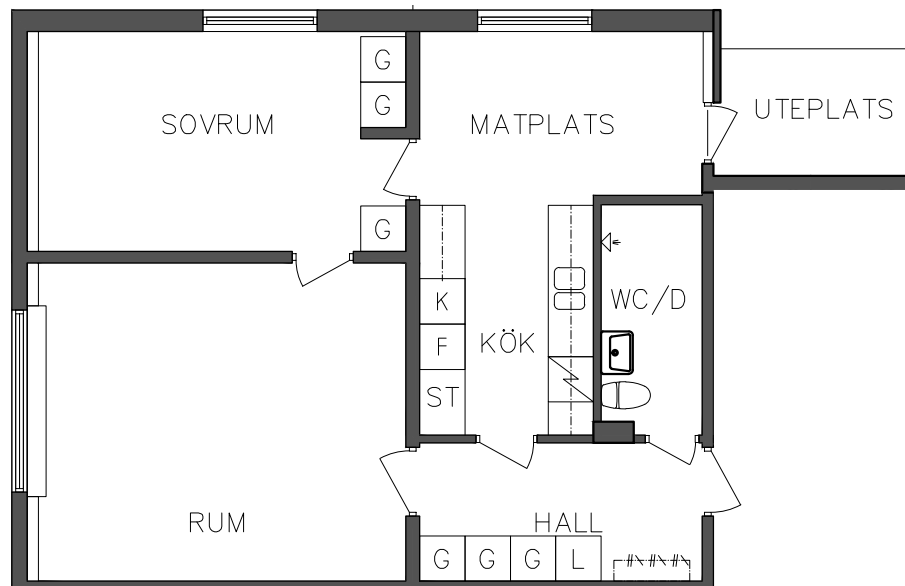 G
G
SOVRUM
MATPLATS
UTEPLATS
G
K
WC/D
F
KÖK
ST
RUM
HALL
G G G L